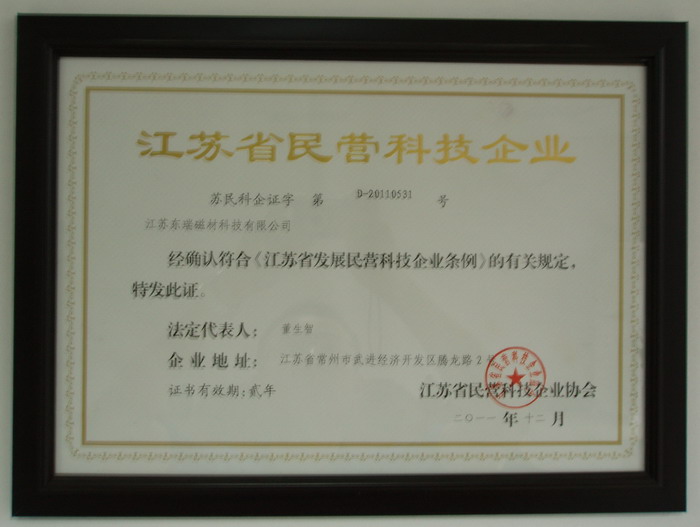 江苏省民营科技企业
苏民科企证字 第 D-20110531 号
江苏东瑞磁材科技有限公司
经确认符合《江苏省发展民营科技企业条例》的有关规定,
特发此证。
法定代表人: 董生智
企业地址: 江苏省常州市武进经济开发区腾龙路2号
证书有效期:贰年
江苏省民营科技企业协会
二〇一一年十二月